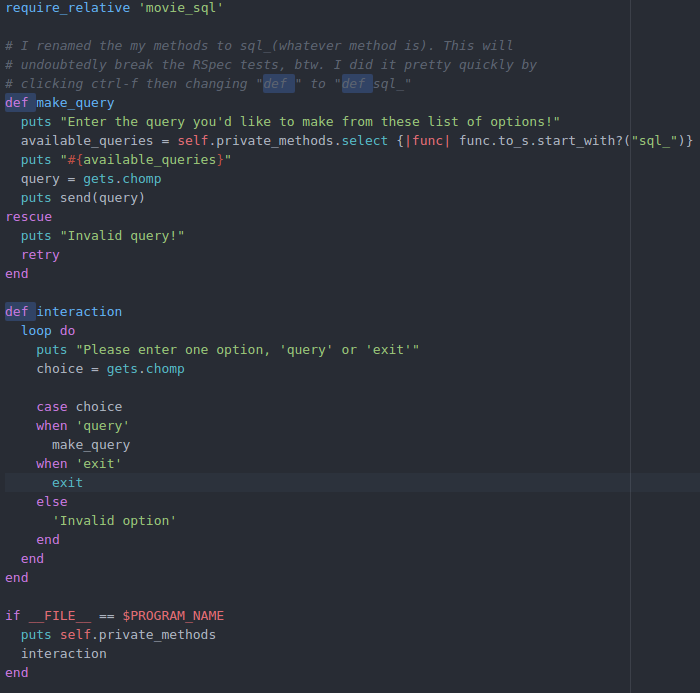 require_relative 'movie_sql'

# I renamed the my methods to sql_(whatever method is). This will
# undoubtedly break the RSpec tests, btw. I did it pretty quickly by
# clicking ctrl-f then changing "def " to "def sql_"
def make_query
  puts "Enter the query you'd like to make from these list of options!"
  available_queries = self.private_methods.select {|func| func.to_s.start_with?("sql_")}
  puts "#{available_queries}"
  query = gets.chomp
  puts send(query)
rescue
  puts "Invalid query!"
  retry
end

def interaction
  loop do
    puts "Please enter one option, 'query' or 'exit'"
    choice = gets.chomp

    case choice
    when 'query'
      make_query
    when 'exit'
      exit
    else
      'Invalid option'
    end
  end
end

if __FILE__ == $PROGRAM_NAME
  puts self.private_methods
  interaction
end